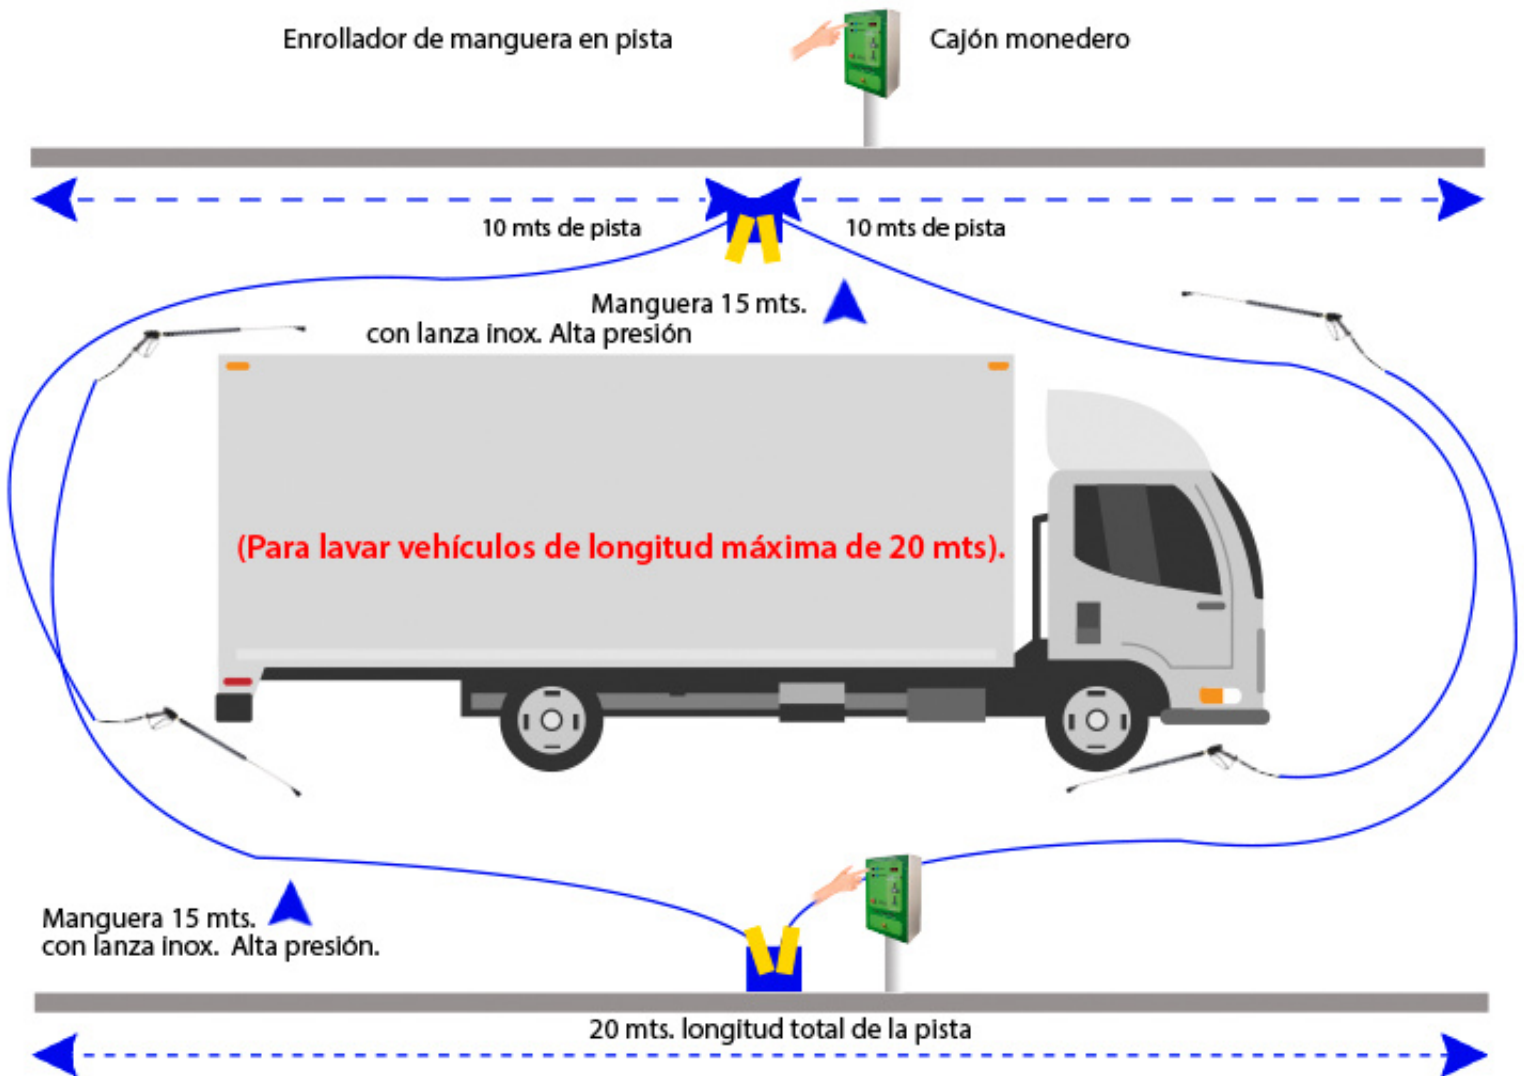 Enrollador de manguera en pista
Cajón monedero
10 mts de pista
10 mts de pista
Manguera 15 mts.
con lanza inox. Alta presión
(Para lavar vehículos de longitud máxima de 20 mts).
Manguera 15 mts.
con lanza inox. Alta presión.
20 mts. longitud total de la pista